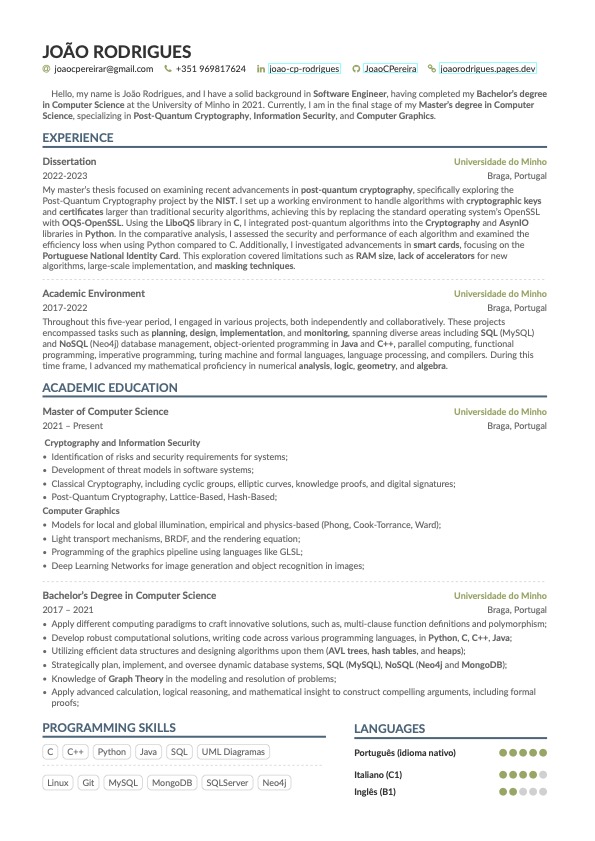 JOÃO RODRIGUES
@ joaocpereirar@gmail.com +351 969817624 in joao-cp-rodrigues JoaoCPereira joaorodrigues.pages.dev
Hello, my name is João Rodrigues, and I have a solid background in Software Engineer, having completed my Bachelor's degree
in Computer Science at the University of Minho in 2021. Currently, I am in the final stage of my Master's degree in Computer
Science, specializing in Post-Quantum Cryptography, Information Security, and Computer Graphics.
EXPERIENCE
Dissertation Universidade do Minho
2022-2023 Braga, Portugal
My master's thesis focused on examining recent advancements in post-quantum cryptography, specifically exploring the
Post-Quantum Cryptography project by the NIST. I set up a working environment to handle algorithms with cryptographic keys
and certificates larger than traditional security algorithms, achieving this by replacing the standard operating system's OpenSSL
with OQS-OpenSSL. Using the LiboQS library in C, I integrated post-quantum algorithms into the Cryptography and AsynIO
libraries in Python. In the comparative analysis, I assessed the security and performance of each algorithm and examined the
efficiency loss when using Python compared to C. Additionally, I investigated advancements in smart cards, focusing on the
Portuguese National Identity Card. This exploration covered limitations such as RAM size, lack of accelerators for new
algorithms, large-scale implementation, and masking techniques.
Academic Environment Universidade do Minho
2017-2022 Braga, Portugal
Throughout this five-year period, I engaged in various projects, both independently and collaboratively. These projects
encompassed tasks such as planning, design, implementation, and monitoring, spanning diverse areas including SQL (MySQL)
and NoSQL (Neo4j) database management, object-oriented programming in Java and C++, parallel computing, functional
programming, imperative programming, turing machine and formal languages, language processing, and compilers. During this
time frame, I advanced my mathematical proficiency in numerical analysis, logic, geometry, and algebra.
ACADEMIC EDUCATION
Master of Computer Science Universidade do Minho
2021 – Present Braga, Portugal
Cryptography and Information Security
• Identification of risks and security requirements for systems;
• Development of threat models in software systems;
• Classical Cryptography, including cyclic groups, elliptic curves, knowledge proofs, and digital signatures;
• Post-Quantum Cryptography, Lattice-Based, Hash-Based;
Computer Graphics
• Models for local and global illumination, empirical and physics-based (Phong, Cook-Torrance, Ward);
• Light transport mechanisms, BRDF, and the rendering equation;
• Programming of the graphics pipeline using languages like GLSL;
• Deep Learning Networks for image generation and object recognition in images;
Bachelor's Degree in Computer Science Universidade do Minho
2017 – 2021 Braga, Portugal
• Apply different computing paradigms to craft innovative solutions, such as, multi-clause function definitions and polymorphism;
• Develop robust computational solutions, writing code across various programming languages, in Python, C, C++, Java;
• Utilizing efficient data structures and designing algorithms upon them (AVL trees, hash tables, and heaps);
• Strategically plan, implement, and oversee dynamic database systems, SQL (MySQL), NoSQL (Neo4j and MongoDB);
• Knowledge of Graph Theory in the modeling and resolution of problems;
• Apply advanced calculation, logical reasoning, and mathematical insight to construct compelling arguments, including formal
proofs;
PROGRAMMING SKILLS
C C++ Python Java SQL UML Diagramas
Linux Git MySQL MongoDB SQLServer Neo4j
LANGUAGES
Português (idioma nativo)
Italiano (C1)
Inglês (B1)